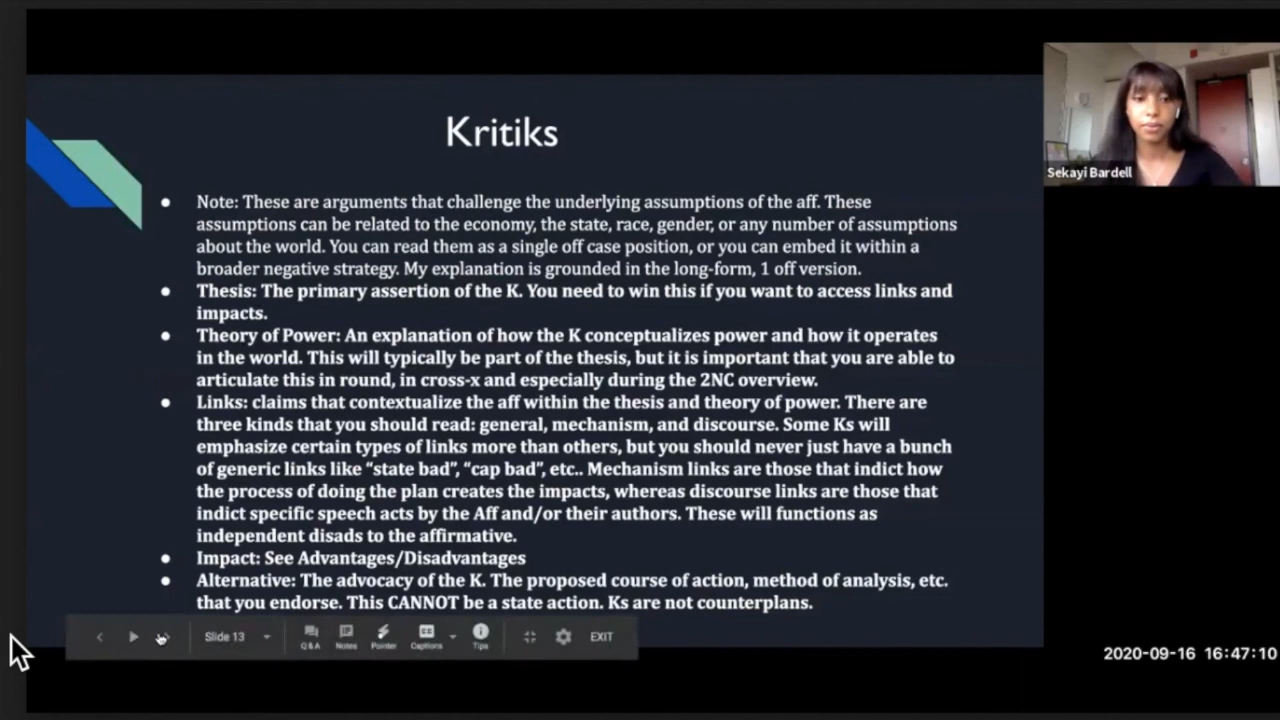 Kritiks
Note: These are arguments that challenge the underlying assumptions of the aff. These
assumptions can be related to the economy, the state, race, gender, or any number of assumptions
about the world. You can read them as a single off case position, or you can embed it within a
broader negative strategy. My explanation is grounded in the long-form, 1 off version.
Thesis: The primary assertion of the K. You need to win this if you want to access links and
impacts.
Theory of Power: An explanation of how the K conceptualizes power and how it operates
in the world. This will typically be part of the thesis, but it is important that you are able to
articulate this in round, in cross-x and especially during the 2NC overview.
Links: claims that contextualize the aff within the thesis and theory of power. There are
three kinds that you should read: general, mechanism, and discourse. Some Ks will
emphasize certain types of links more than others, but you should never just have a bunch
of generic links like “state bad”, “cap bad”, etc.. Mechanism links are those that indict how
the process of doing the plan creates the impacts, whereas discourse links are those that
indict specific speech acts by the Aff and/or their authors. These will functions as
independent disads to the affirmative.
Impact: See Advantages/Disadvantages
Alternative: The advocacy of the K. The proposed course of action, method of analysis, etc.
that you endorse. This CANNOT be a state action. Ks are not counterplans.
Sekayi Bardell
Slide 13
Q&A
Notes
Pointer
Captions
Tips
EXIT
2020-09-16 16:47:10